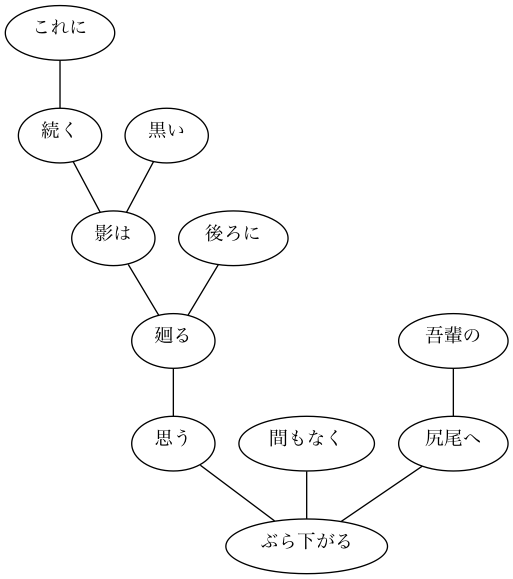 これに
続く
黒い
影は
後ろに
廻る
吾輩の
思う
間もなく
尻尾へ
ぶら下がる